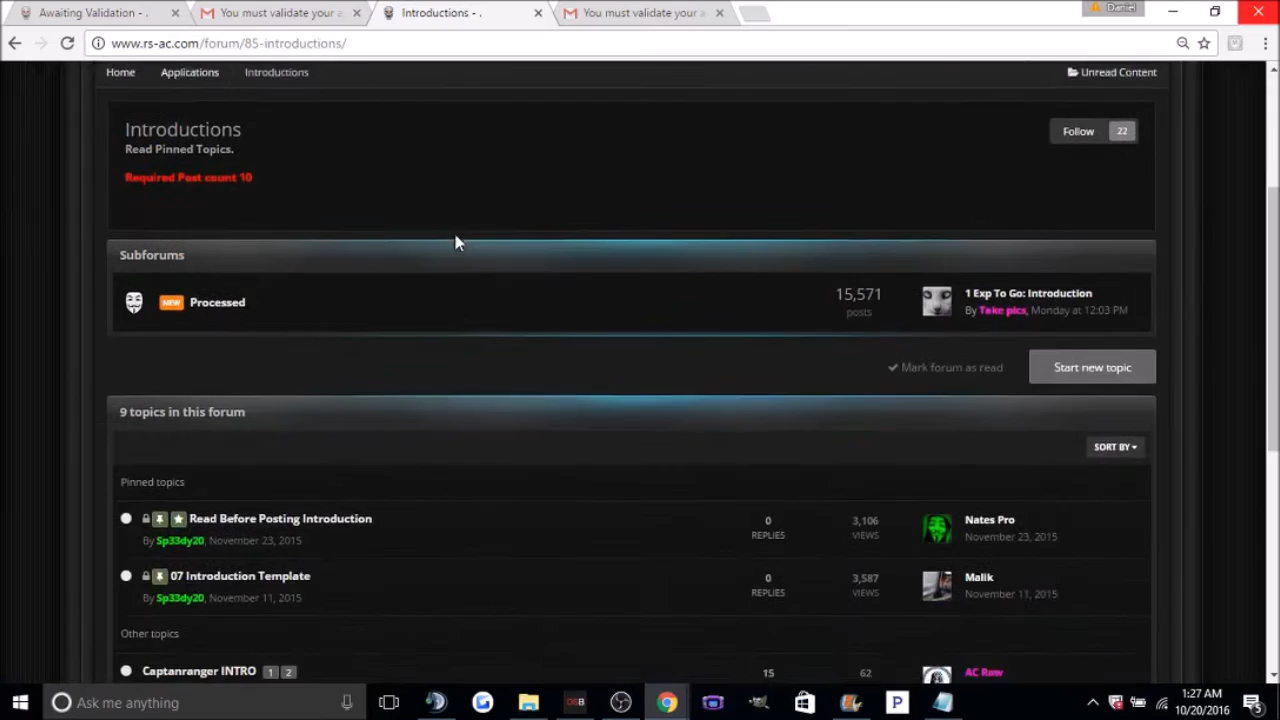 Awaiting Validation - .
You must validate your a
Introductions - .
You must validate your a
Daniel
www.rs-ac.com/forum/85-introductions/
Home
Applications
Introductions
Unread Content
Introductions
Read Pinned Topics.
Follow 22
Required Post count 10
Subforums
NEW Processed
15,571
posts
1 Exp To Go: Introduction
By Take pics, Monday at 12:03 PM
Mark forum as read
Start new topic
9 topics in this forum
SORT BY
Pinned topics
Read Before Posting Introduction
By Sp33dy20, November 23, 2015
0
REPLIES
3,106
VIEWS
Nates Pro
November 23, 2015
07 Introduction Template
By Sp33dy20, November 11, 2015
0
REPLIES
3,587
VIEWS
Malik
November 11, 2015
Other topics
Captanranger INTRO 1 2
15
62
AC Raw
Ask me anything
OSB
P
1:27 AM
10/20/2016
5